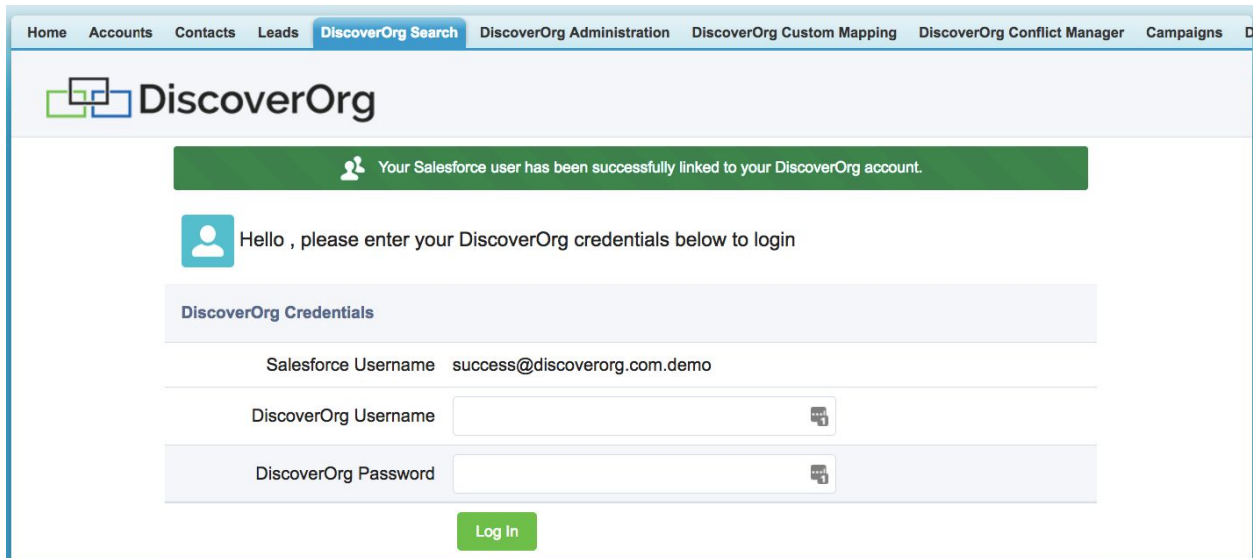 Home Accounts Contacts Leads DiscoverOrg Search DiscoverOrg Administration DiscoverOrg Custom Mapping DiscoverOrg Conflict Manager Campaigns D
DiscoverOrg
Your Salesforce user has been successfully linked to your DiscoverOrg account.
Hello , please enter your DiscoverOrg credentials below to login
DiscoverOrg Credentials
Salesforce Username success@discoverorg.com.demo
DiscoverOrg Username
DiscoverOrg Password
Log In